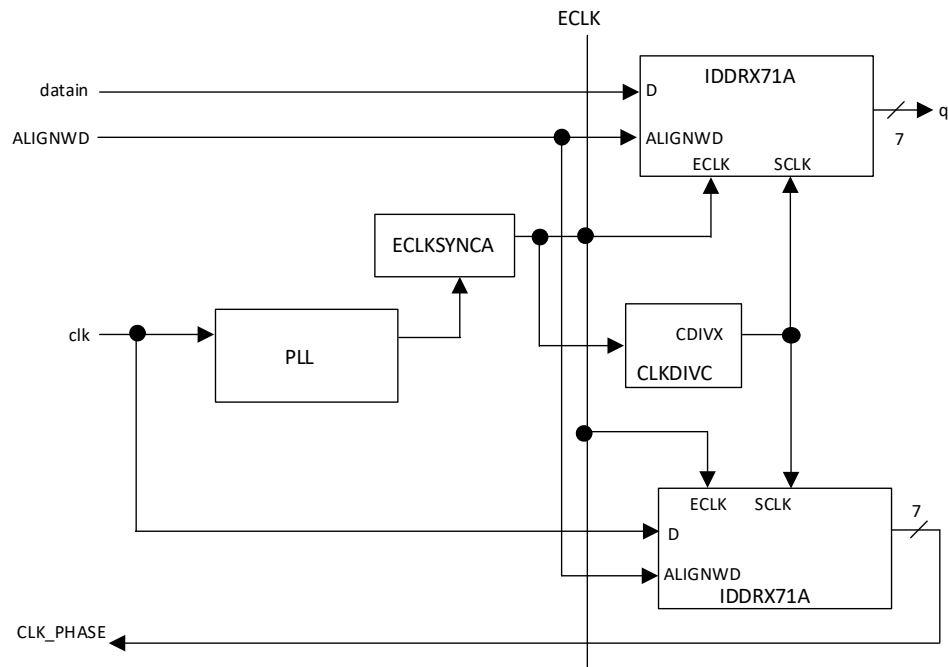 ECLK
datain
ALIGNWD
IDDRX71A
D
ALIGNWD
ECLK SCLK
q
7
ECLKSYNCA
clk
PLL
CDIVX
CLKDIVC
ECLK SCLK
D
ALIGNWD
IDDRX71A
7
CLK_PHASE